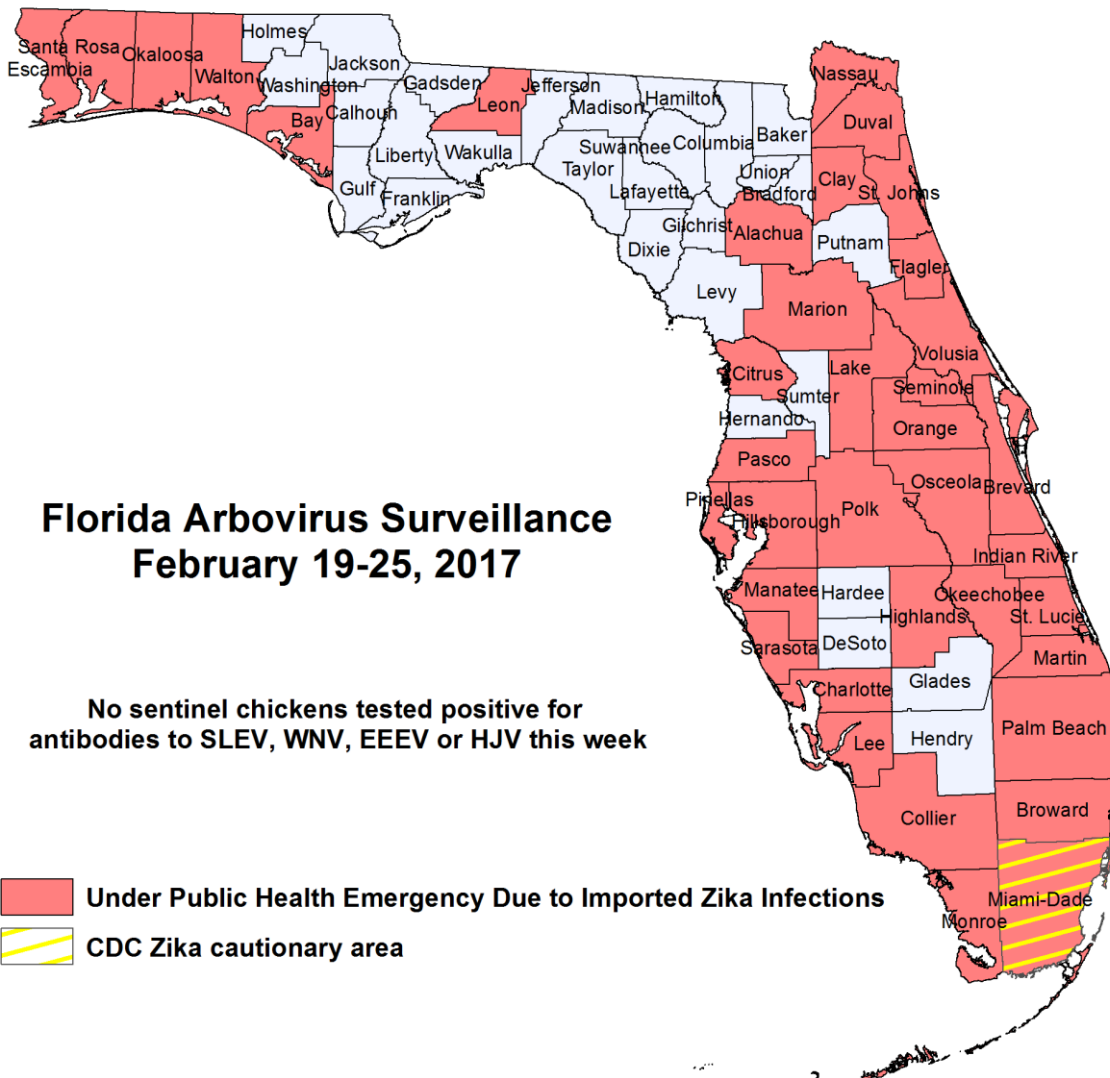 Holmes
Jackson
Santa Rosa
Okaloosa
Escambia
Walton
Washington
Gadsden
Jefferson
Leon
Madison
Hamilton
Nassau
Bay
Calhoun
Duval
Baker
Liberty
Wakulla
Suwannee
Columbia
Taylor
Union
Clay
St. Johns
Gulf
Franklin
Lafayette
Bradford
Gilchrist
Alachua
Putnam
Dixie
Flagler
Levy
Marion
Volusia
Citrus
Lake
Seminole
Sumter
Hernando
Orange
Pasco
Osceola
Brevard
Pinellas
Polk
Hillsborough
Florida Arbovirus Surveillance
February 19-25, 2017
Indian River
Manatee
Hardee
Okeechobee
Highlands
St. Lucie
Sarasota
DeSoto
Martin
Glades
Charlotte
No sentinel chickens tested positive for
antibodies to SLEV, WNV, EEEV or HJV this week
Palm Beach
Lee
Hendry
Collier
Broward
Under Public Health Emergency Due to Imported Zika Infections
Miami-Dade
Monroe
CDC Zika cautionary area